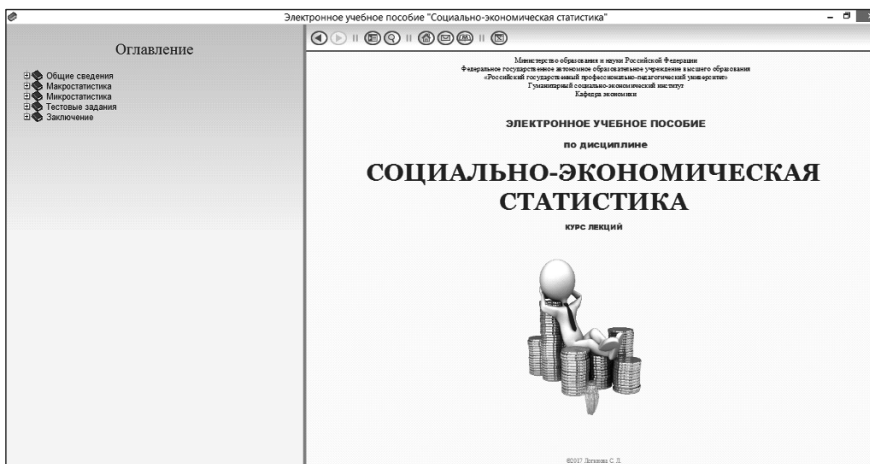 Электронное учебное пособие "Социально-экономическая статистика"
Оглавление
Общие сведения
Макростатистика
Микростатистика
Тестовые задания
Заключение
Министерство образования и науки Российской Федерации
Федеральное государственное автономное образовательное учреждение высшего образования
«Российский государственный профессионально-педагогический университет»
Гуманитарный социально-экономический институт
Кафедра экономики
ЭЛЕКТРОННОЕ УЧЕБНОЕ ПОСОБИЕ
по дисциплине
СОЦИАЛЬНО-ЭКОНОМИЧЕСКАЯ
СТАТИСТИКА
КУРС ЛЕКЦИЙ
©2017 С. Л.